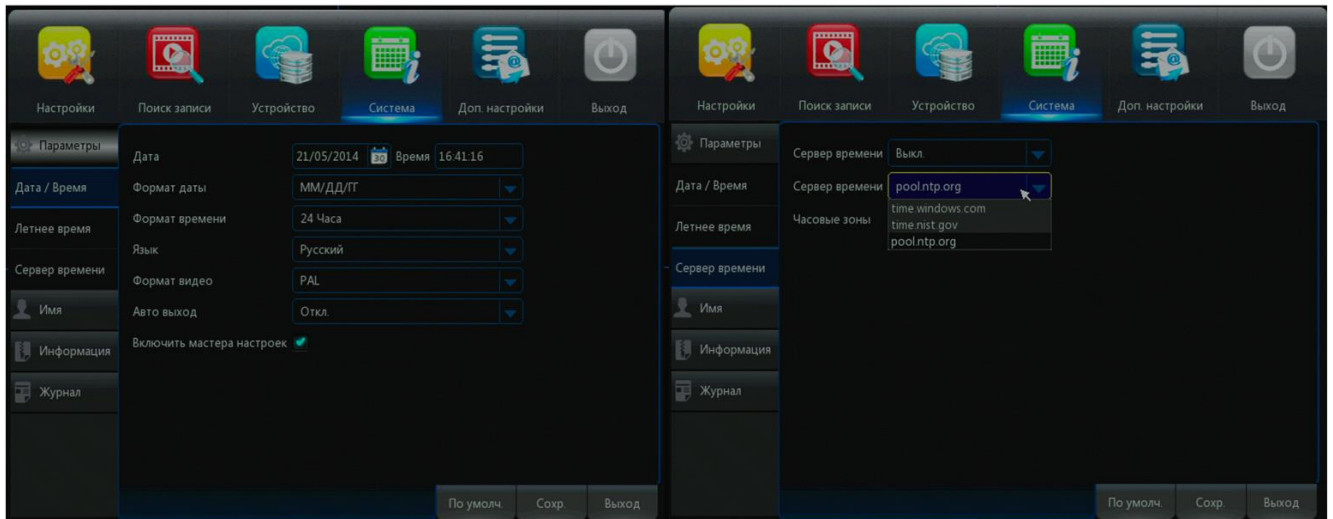 Настройки Поиск записи Устройство Система Доп. настройки Выход
Параметры
Дата / Время
Летнее время
Сервер времени
Имя
Информация
Журнал
Дата 21/05/2014 30 Время 16:41:16
Формат даты ММ/ДД/ГГ
Формат времени 24 Часа
Язык Русский
Формат видео PAL
Авто выход Откл.
Включить мастера настроек
По умолч. Сохр. Выход
Настройки Поиск записи Устройство Система Доп. настройки Выход
Параметры
Дата / Время
Летнее время
Сервер времени
Имя
Информация
Журнал
Сервер времени Выкл.
Сервер времени pool.ntp.org
time.windows.com
time.nist.gov
pool.ntp.org
Часовые зоны
По умолч. Сохр. Выход